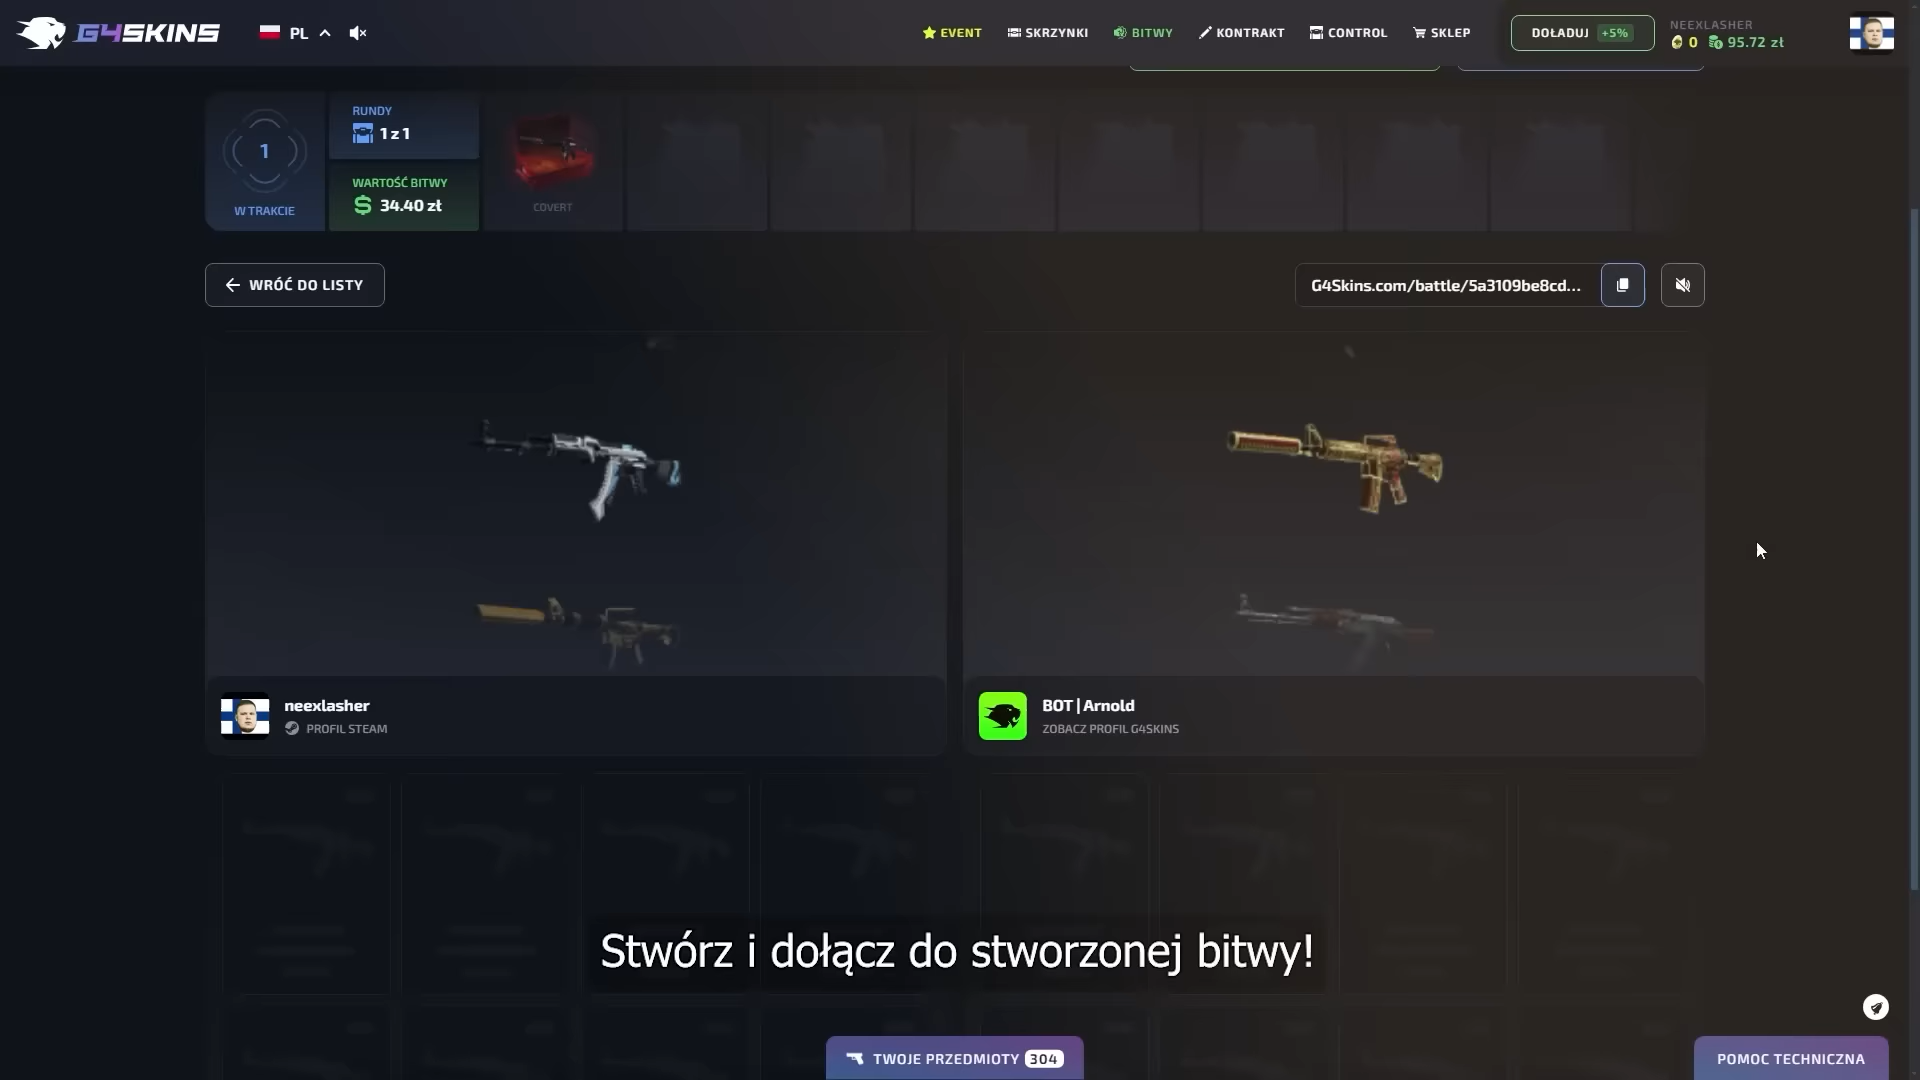 G4SKINS
PL
EVENT
SKRZYNKI
BITWY
KONTRAKT
CONTROL
SKLEP
DOŁADUJ +5%
NEEXLASHER
0 95.72 zł
1
W TRAKCIE
RUNDY
1 z 1
WARTOŚĆ BITWY
34.40 zł
COVERT
WRÓĆ DO LISTY
G4Skins.com/battle/5a3109be8cd...
neexlasher
PROFIL STEAM
BOT | Arnold
ZOBACZ PROFIL G4SKINS
Stwórz i dołącz do stworzonej bitwy!
TWOJE PRZEDMIOTY 304
POMOC TECHNICZNA